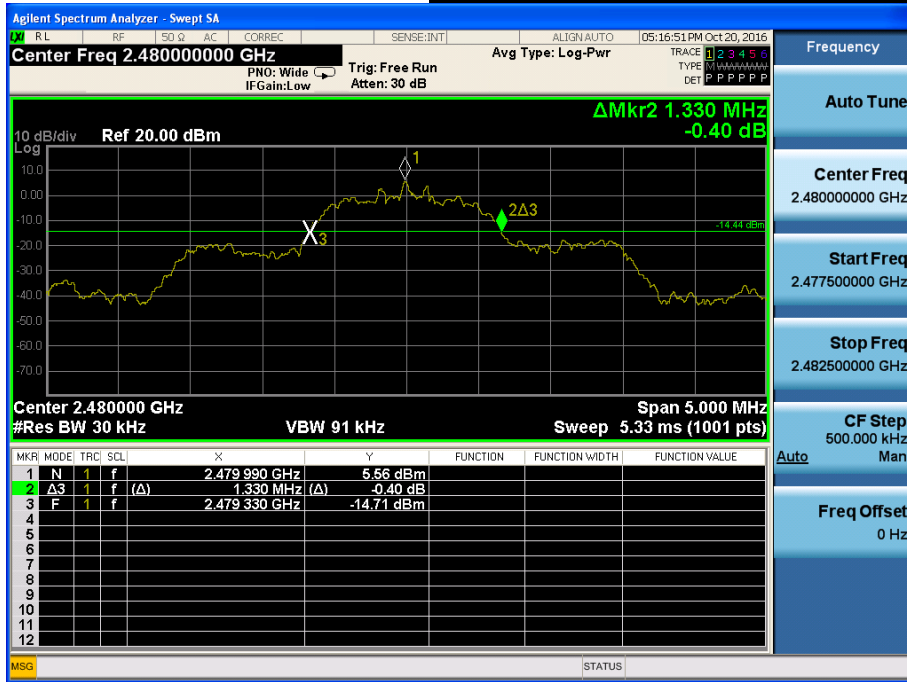 Agilent Spectrum Analyzer - Swept SA
LXI RL RF 50 Ω AC CORREC SENSE:INT ALIGN AUTO 05:16:51 PM Oct 20, 2016
Center Freq 2.480000000 GHz
PNO: Wide
IFGain:Low
Trig: Free Run
Atten: 30 dB
Avg Type: Log-Pwr
TRACE 1 2 3 4 5 6
TYPE M W W W W W
DET P P P P P P
ΔMkr2 1.330 MHz
-0.40 dB
10 dB/div Ref 20.00 dBm
Log
10.0
0.00
-10.0
-20.0
-30.0
-40.0
-50.0
-60.0
-70.0
1
2Δ3
3
-14.44 dBm
Center 2.480000 GHz Span 5.000 MHz
#Res BW 30 kHz VBW 91 kHz Sweep 5.33 ms (1001 pts)
MKR MODE TRC SCL X Y FUNCTION FUNCTION WIDTH FUNCTION VALUE
1 N 1 f 2.479 990 GHz 5.56 dBm
2 Δ3 1 f (Δ) 1.330 MHz (Δ) -0.40 dB
3 F 1 f 2.479 330 GHz -14.71 dBm
4
5
6
7
8
9
10
11
12
MSG STATUS
Frequency
Auto Tune
Center Freq
2.480000000 GHz
Start Freq
2.477500000 GHz
Stop Freq
2.482500000 GHz
CF Step
500.000 kHz
Auto Man
Freq Offset
0 Hz